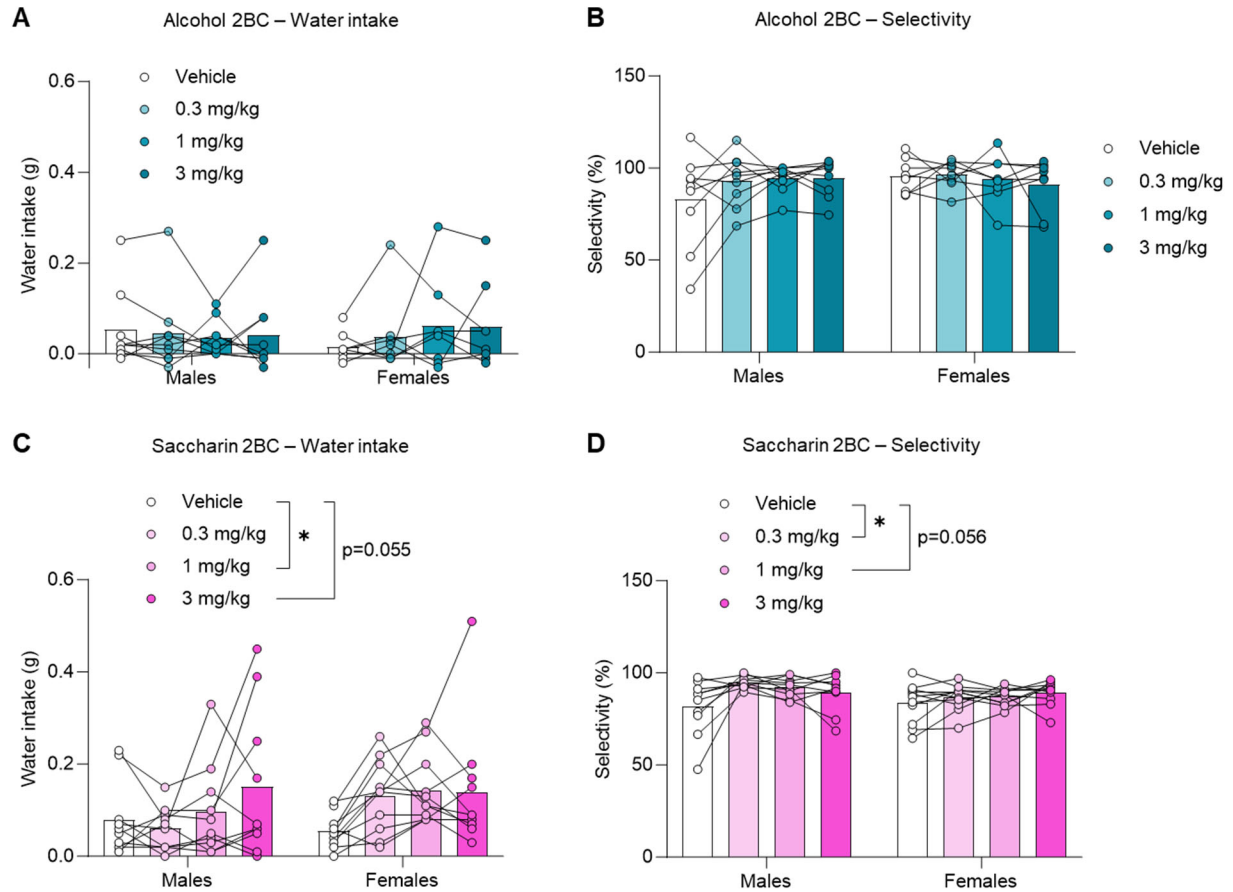 A
Alcohol 2BC – Water intake
Vehicle
0.3 mg/kg
1 mg/kg
3 mg/kg
Water intake (g)
0.6
0.4
0.2
0.0
Males
Females
B
Alcohol 2BC – Selectivity
Selectivity (%)
150
100
50
0
Males
Females
Vehicle
0.3 mg/kg
1 mg/kg
3 mg/kg
C
Saccharin 2BC – Water intake
Vehicle
0.3 mg/kg
1 mg/kg
3 mg/kg
*
p=0.055
Water intake (g)
0.6
0.4
0.2
0.0
Males
Females
D
Saccharin 2BC – Selectivity
Vehicle
0.3 mg/kg
1 mg/kg
3 mg/kg
*
p=0.056
Selectivity (%)
150
100
50
0
Males
Females